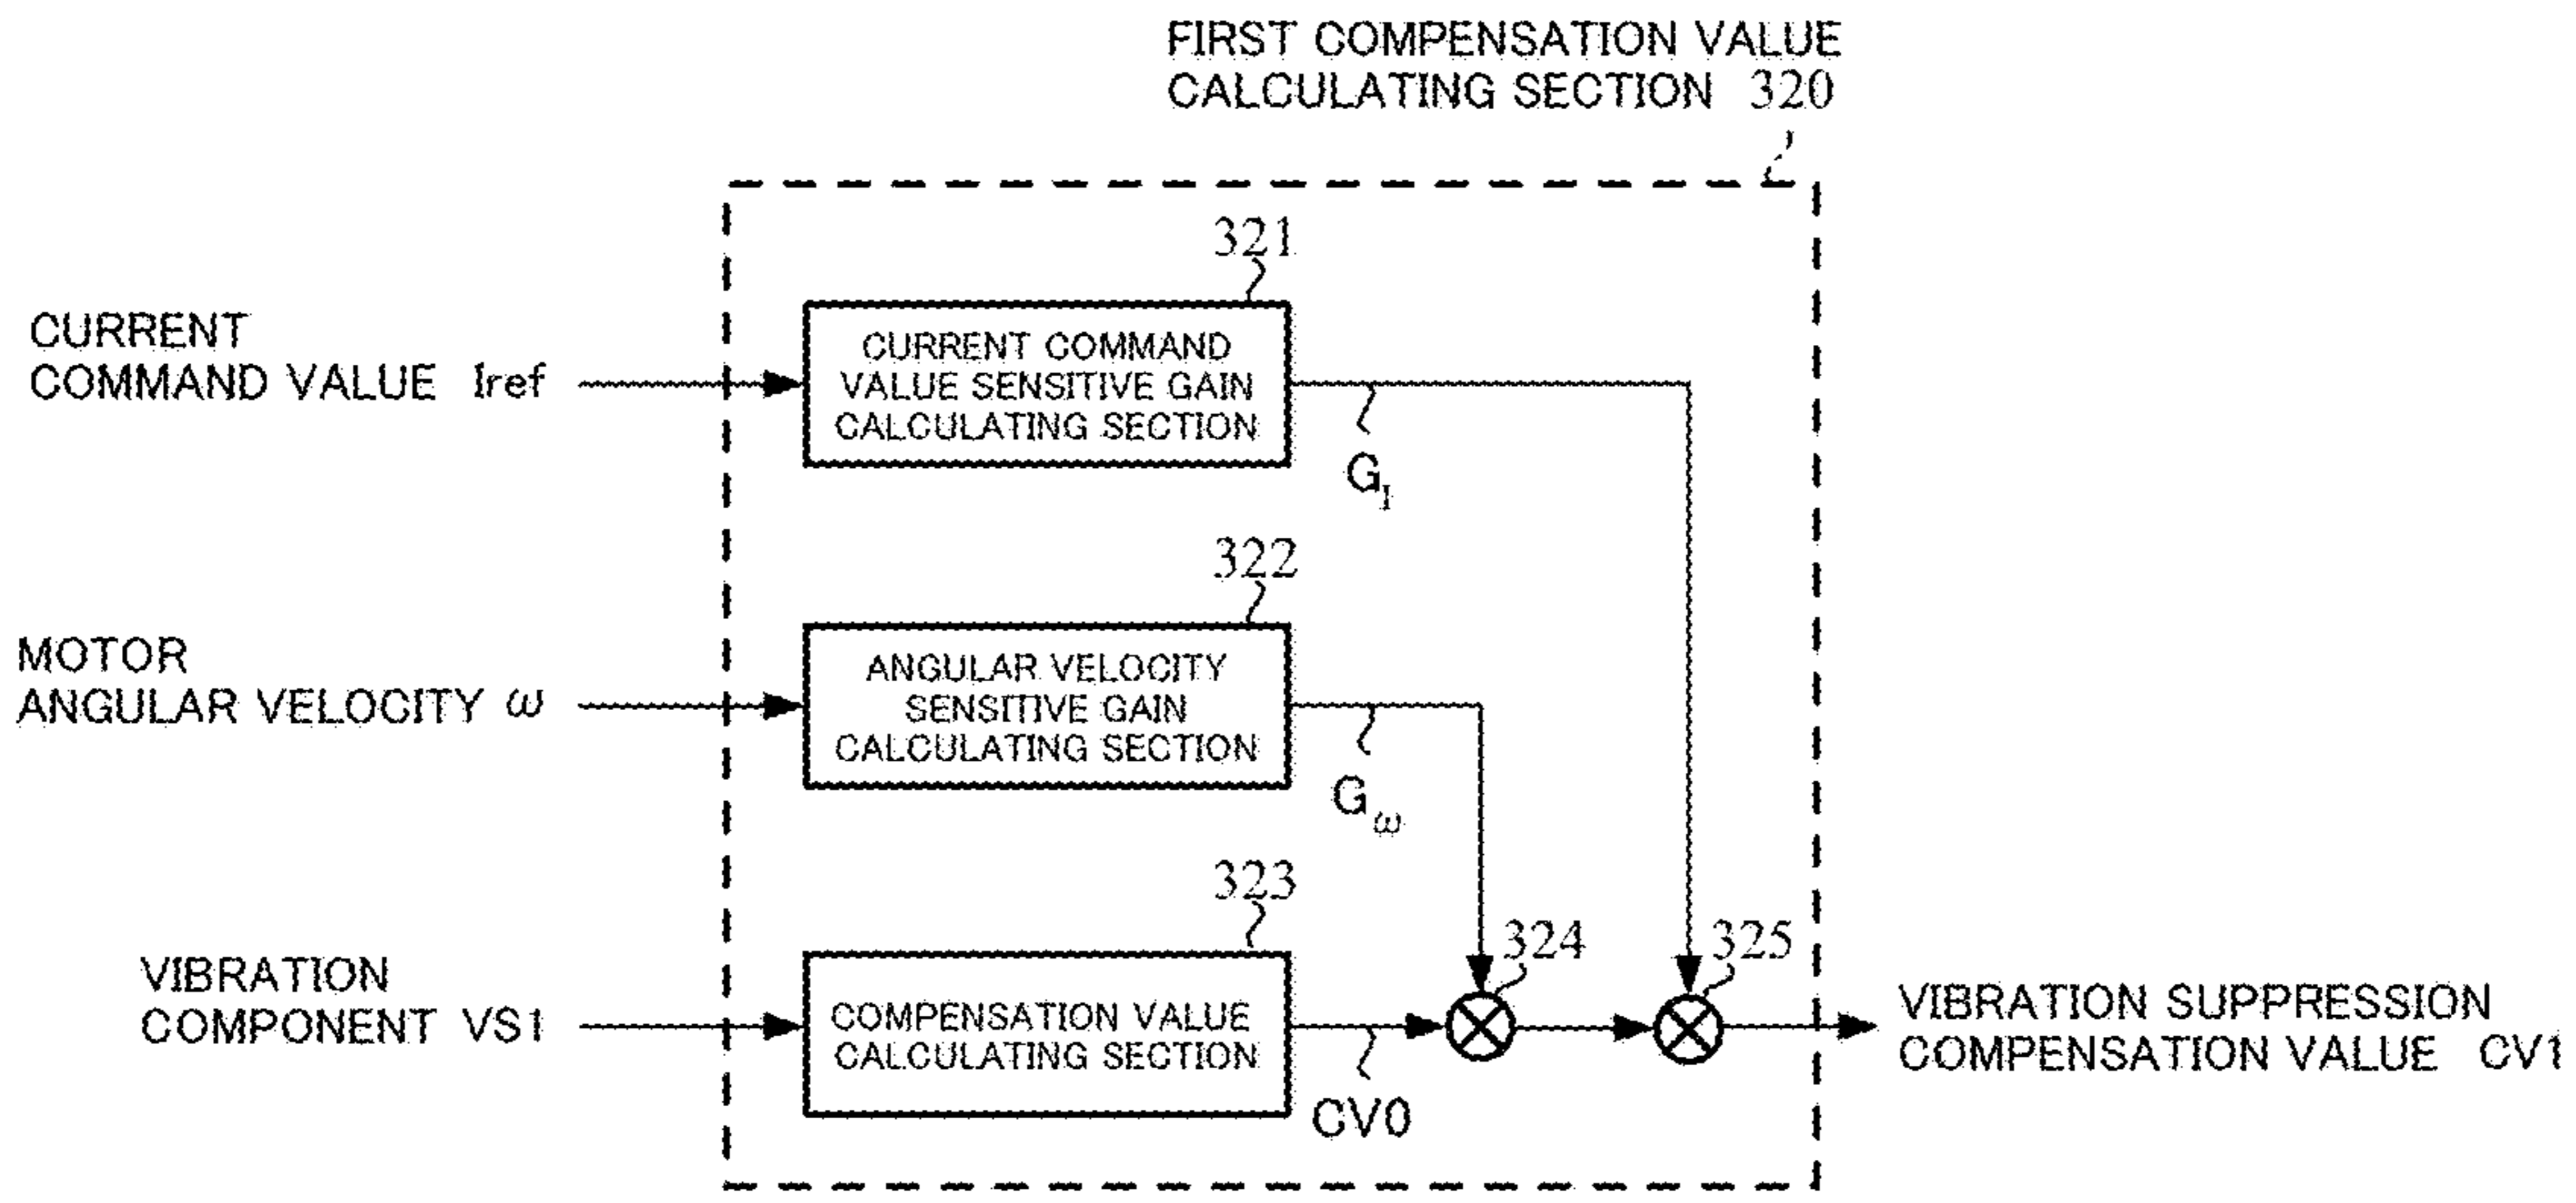 FIRST COMPENSATION VALUE
CALCULATING SECTION 320
321
CURRENT
COMMAND VALUE Iref
CURRENT COMMAND
VALUE SENSITIVE GAIN
CALCULATING SECTION
G_I
322
MOTOR
ANGULAR VELOCITY ω
ANGULAR VELOCITY
SENSITIVE GAIN
CALCULATING SECTION
G_ω
323
324
325
VIBRATION
COMPONENT VS1
COMPENSATION VALUE
CALCULATING SECTION
CV0
VIBRATION SUPPRESSION
COMPENSATION VALUE CV1